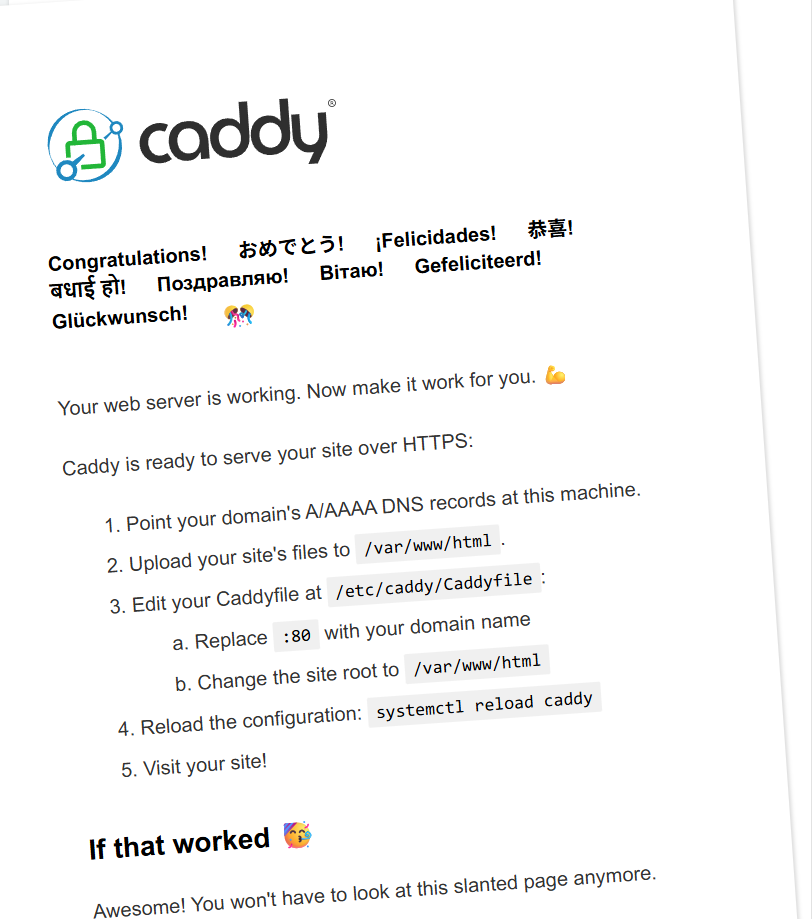 caddy®
Congratulations! おめでとう! ¡Felicidades! 恭喜!
बधाई हो! Поздравляю! Вітаю! Gefeliciteerd!
Glückwunsch! 🎊
Your web server is working. Now make it work for you. 💪
Caddy is ready to serve your site over HTTPS:
1. Point your domain's A/AAAA DNS records at this machine.
2. Upload your site's files to /var/www/html.
3. Edit your Caddyfile at /etc/caddy/Caddyfile:
a. Replace :80 with your domain name
b. Change the site root to /var/www/html
4. Reload the configuration: systemctl reload caddy
5. Visit your site!
If that worked 🥳
Awesome! You won't have to look at this slanted page anymore.